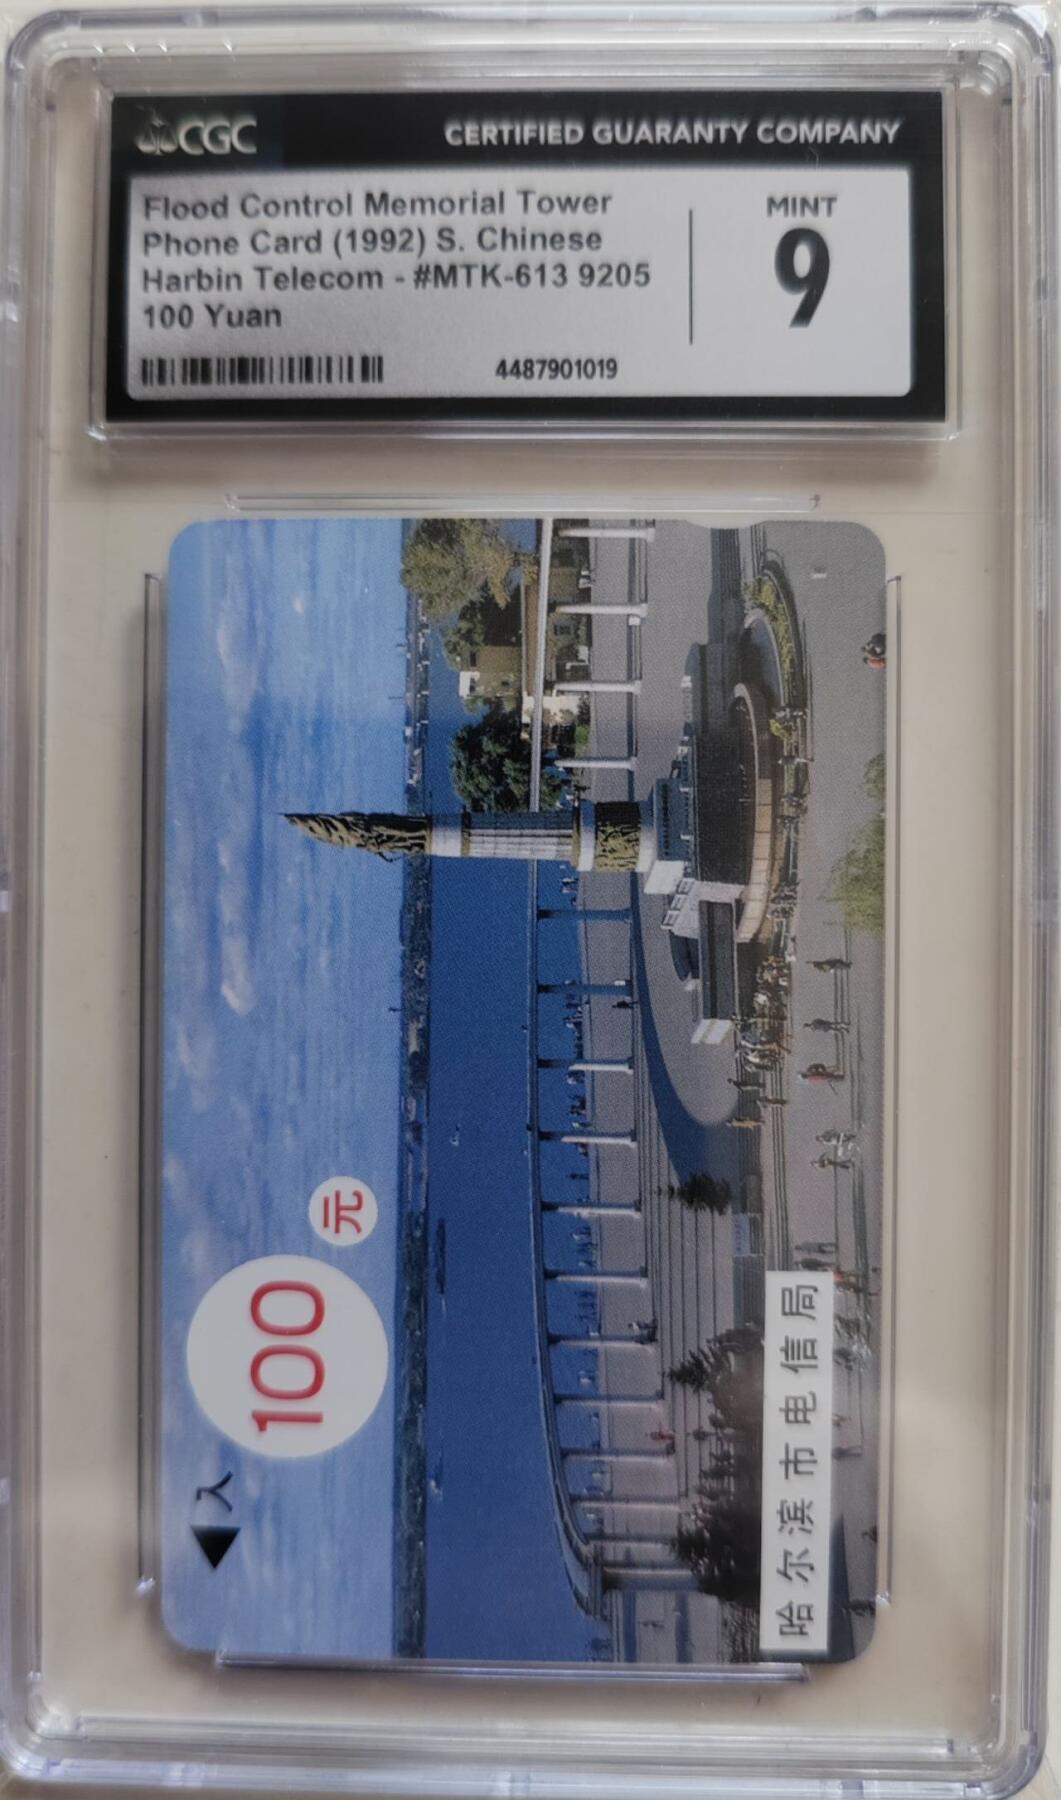 CGC
CERTIFIED GUARANTY COMPANY
Flood Control Memorial Tower
Phone Card (1992) S. Chinese
Harbin Telecom - #MTK-613 9205
100 Yuan
MINT
9
4487901019
入
100
元
哈尔滨市电信局